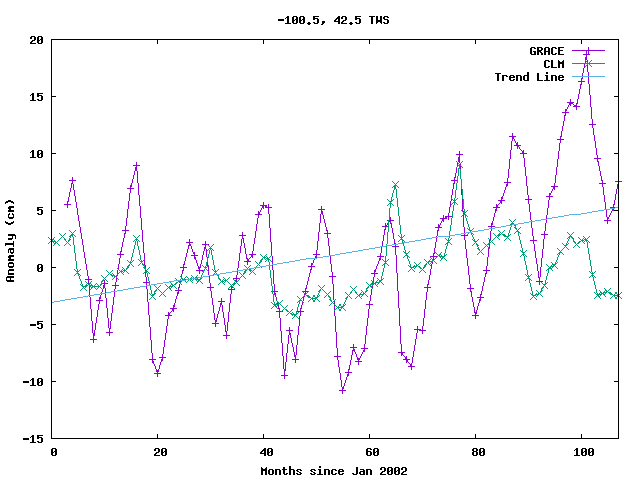 -100.5, 42.5 TWS
GRACE
CLM
Trend Line
20
15
10
5
0
-5
-10
-15
Anomaly (cm)
0 20 40 60 80 100
Months since Jan 2002